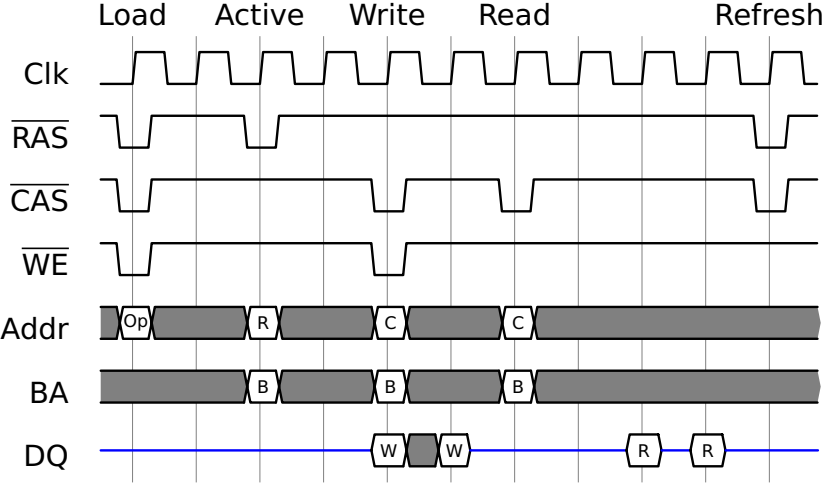 Load Active Write Read Refresh
Clk
RAS
CAS
WE
Addr Op R C C
BA B B B
DQ W W R R